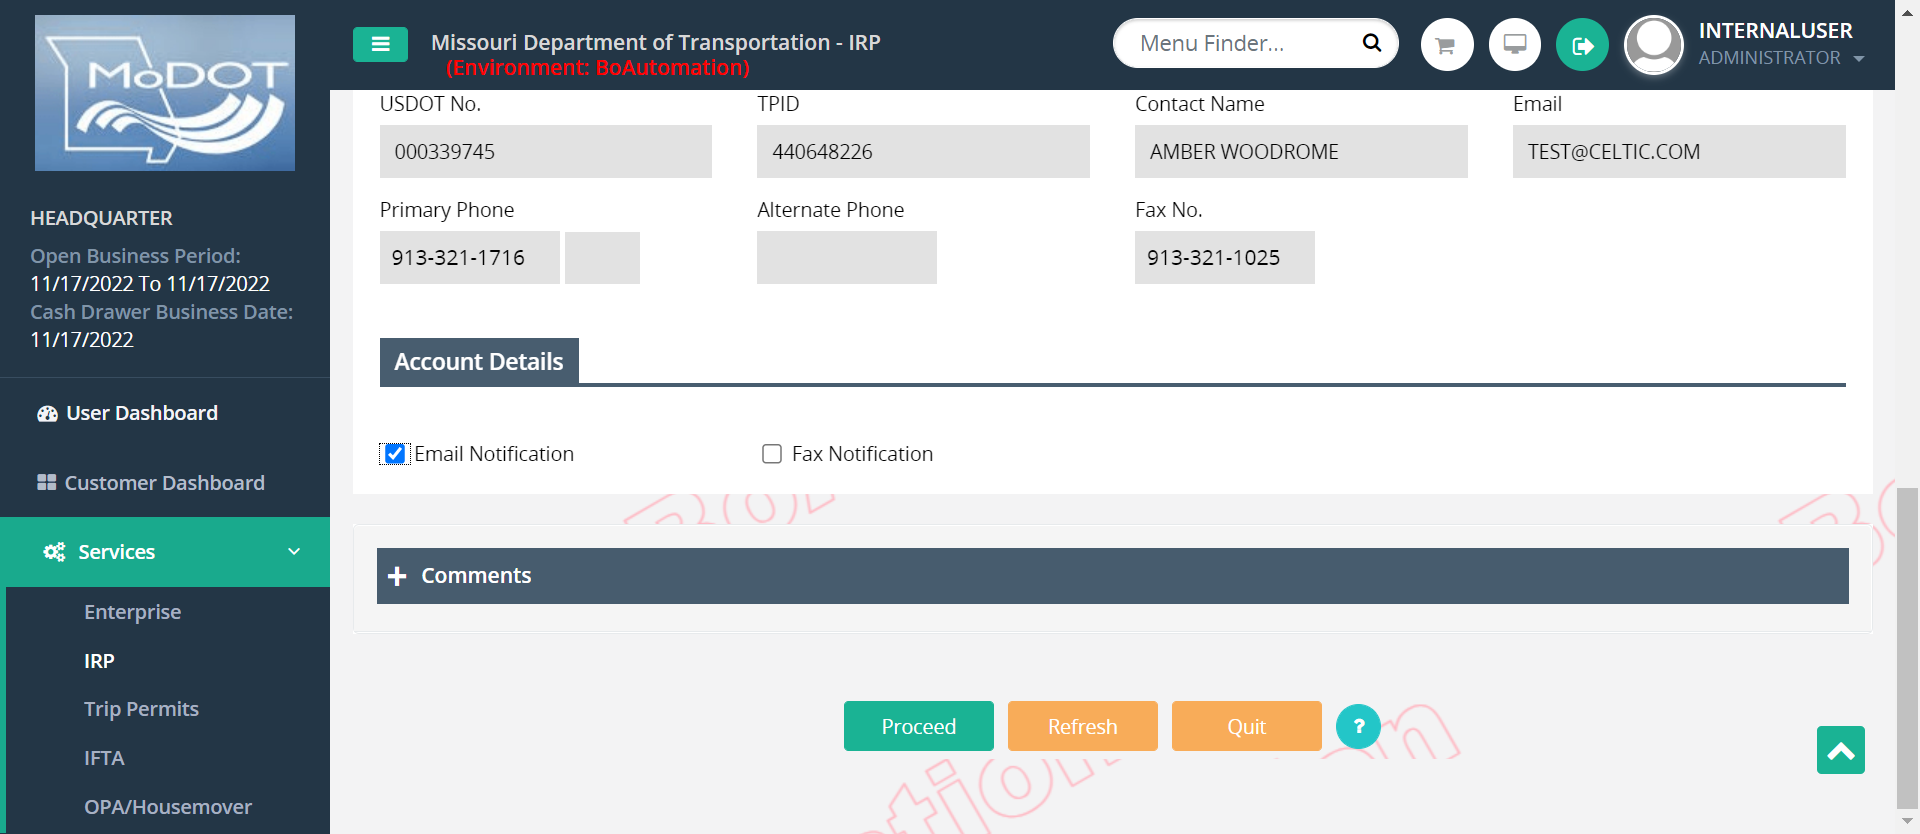 MoDOT
Missouri Department of Transportation - IRP
(Environment: BoAutomation)
Menu Finder...
INTERNALUSER
ADMINISTRATOR
HEADQUARTER
Open Business Period:
11/17/2022 To 11/17/2022
Cash Drawer Business Date:
11/17/2022
User Dashboard
Customer Dashboard
Services
Enterprise
IRP
Trip Permits
IFTA
OPA/Housemover
USDOT No.
TPID
Contact Name
Email
000339745
440648226
AMBER WOODROME
TEST@CELTIC.COM
Primary Phone
Alternate Phone
Fax No.
913-321-1716
913-321-1025
Account Details
Email Notification
Fax Notification
Comments
Proceed
Refresh
Quit
?